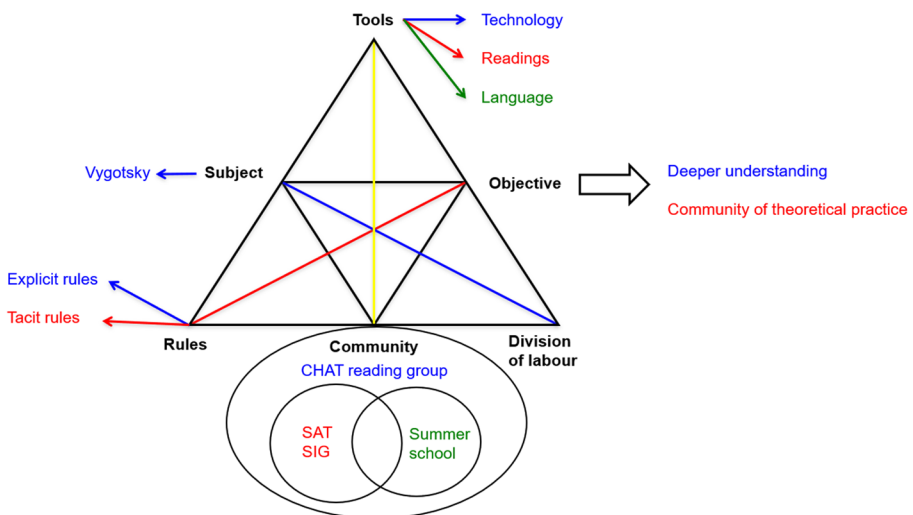 Tools
Technology
Readings
Language
Vygotsky
Subject
Objective
Deeper understanding
Community of theoretical practice
Explicit rules
Tacit rules
Rules
Community
Division
of labour
CHAT reading group
SAT
SIG
Summer
school